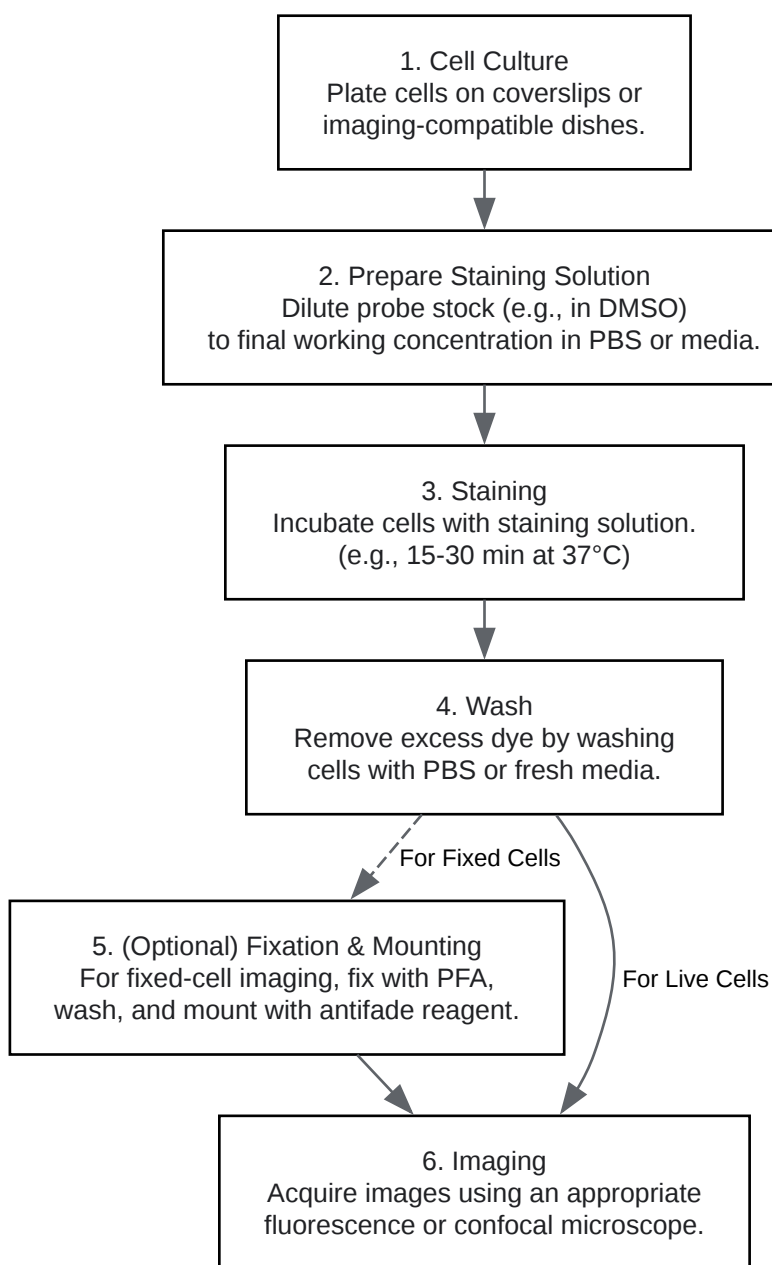 1. Cell Culture
Plate cells on coverslips or
imaging-compatible dishes.
2. Prepare Staining Solution
Dilute probe stock (e.g., in DMSO)
to final working concentration in PBS or media.
3. Staining
Incubate cells with staining solution.
(e.g., 15-30 min at 37°C)
4. Wash
Remove excess dye by washing
cells with PBS or fresh media.
For Fixed Cells
5. (Optional) Fixation & Mounting
For fixed-cell imaging, fix with PFA,
wash, and mount with antifade reagent.
For Live Cells
6. Imaging
Acquire images using an appropriate
fluorescence or confocal microscope.